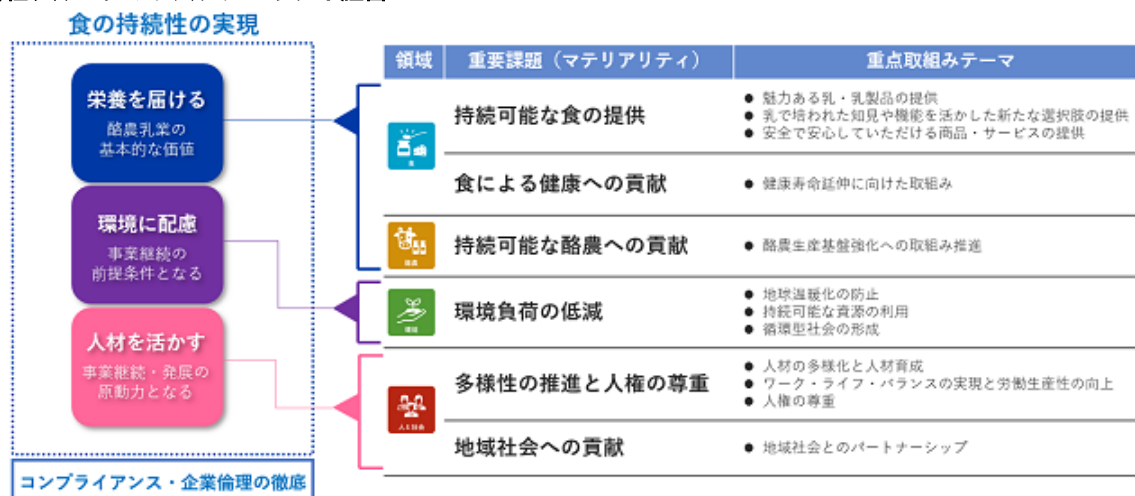 食の持続性の実現
栄養を届ける
酪農乳業の
基本的な価値
環境に配慮
事業継続の
前提条件となる
人材を活かす
事業継続・発展の
原動力となる
コンプライアンス・企業倫理の徹底
領域 重要課題（マテリアリティ） 重点取組みテーマ
食
持続可能な食の提供
● 魅力ある乳・乳製品の提供
● 乳で培われた知見や機能を活かした新たな選択肢の提供
● 安全で安心していただける商品・サービスの提供
食による健康への貢献
● 健康寿命延伸に向けた取組み
酪農
持続可能な酪農への貢献
● 酪農生産基盤強化への取組み推進
環境
環境負荷の低減
● 地球温暖化の防止
● 持続可能な資源の利用
● 循環型社会の形成
人と社会
多様性の推進と人権の尊重
● 人材の多様化と人材育成
● ワーク・ライフ・バランスの実現と労働生産性の向上
● 人権の尊重
地域社会への貢献
● 地域社会とのパートナーシップ